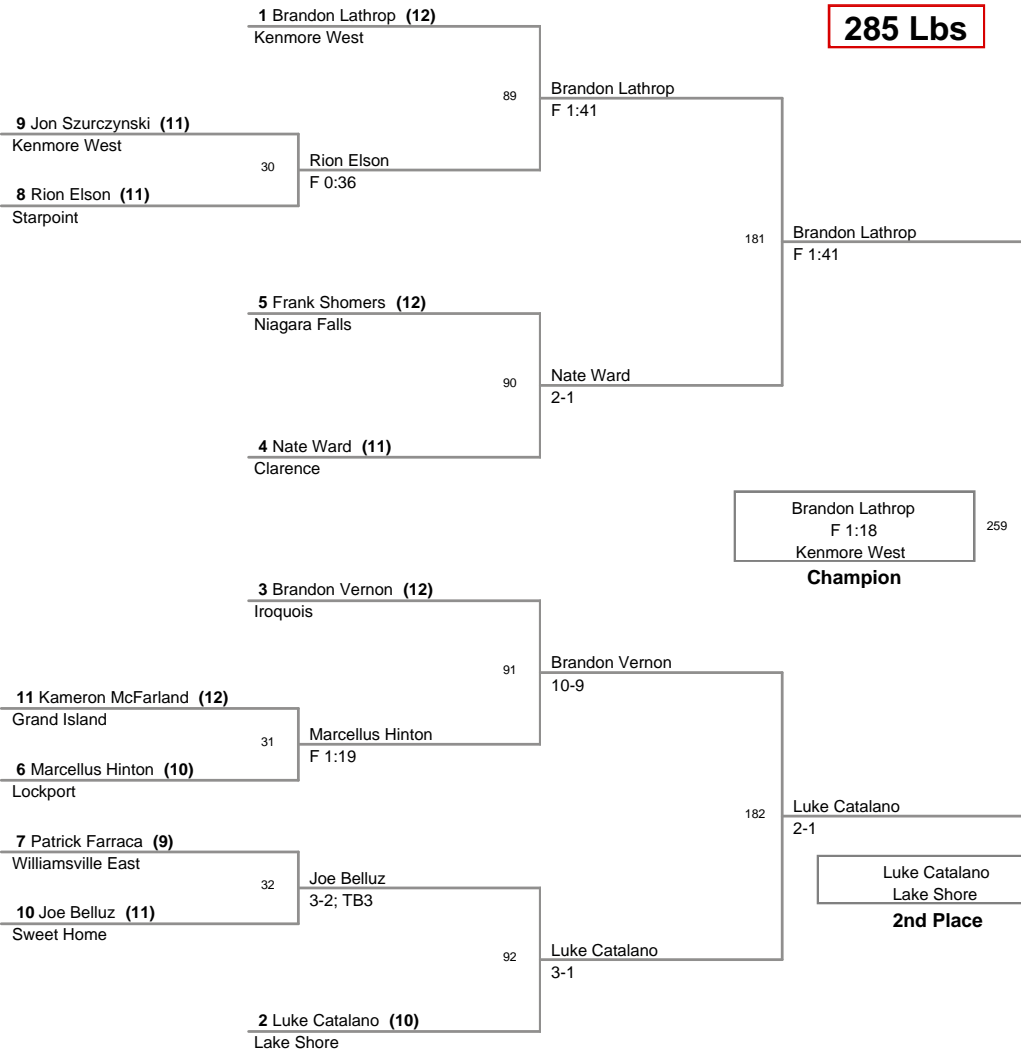 1 Brandon Lathrop (12)
Kenmore West
285 Lbs
89
Brandon Lathrop
F 1:41
9 Jon Szurczynski (11)
Kenmore West
30
Rion Elson
F 0:36
8 Rion Elson (11)
Starpoint
181
Brandon Lathrop
F 1:41
5 Frank Shomers (12)
Niagara Falls
90
Nate Ward
2-1
4 Nate Ward (11)
Clarence
Brandon Lathrop
F 1:18
Kenmore West
259
Champion
3 Brandon Vernon (12)
Iroquois
91
Brandon Vernon
10-9
11 Kameron McFarland (12)
Grand Island
31
Marcellus Hinton
F 1:19
6 Marcellus Hinton (10)
Lockport
182
Luke Catalano
2-1
7 Patrick Farraca (9)
Williamsville East
32
Joe Belluz
3-2; TB3
10 Joe Belluz (11)
Sweet Home
Luke Catalano
Lake Shore
2nd Place
92
Luke Catalano
3-1
2 Luke Catalano (10)
Lake Shore